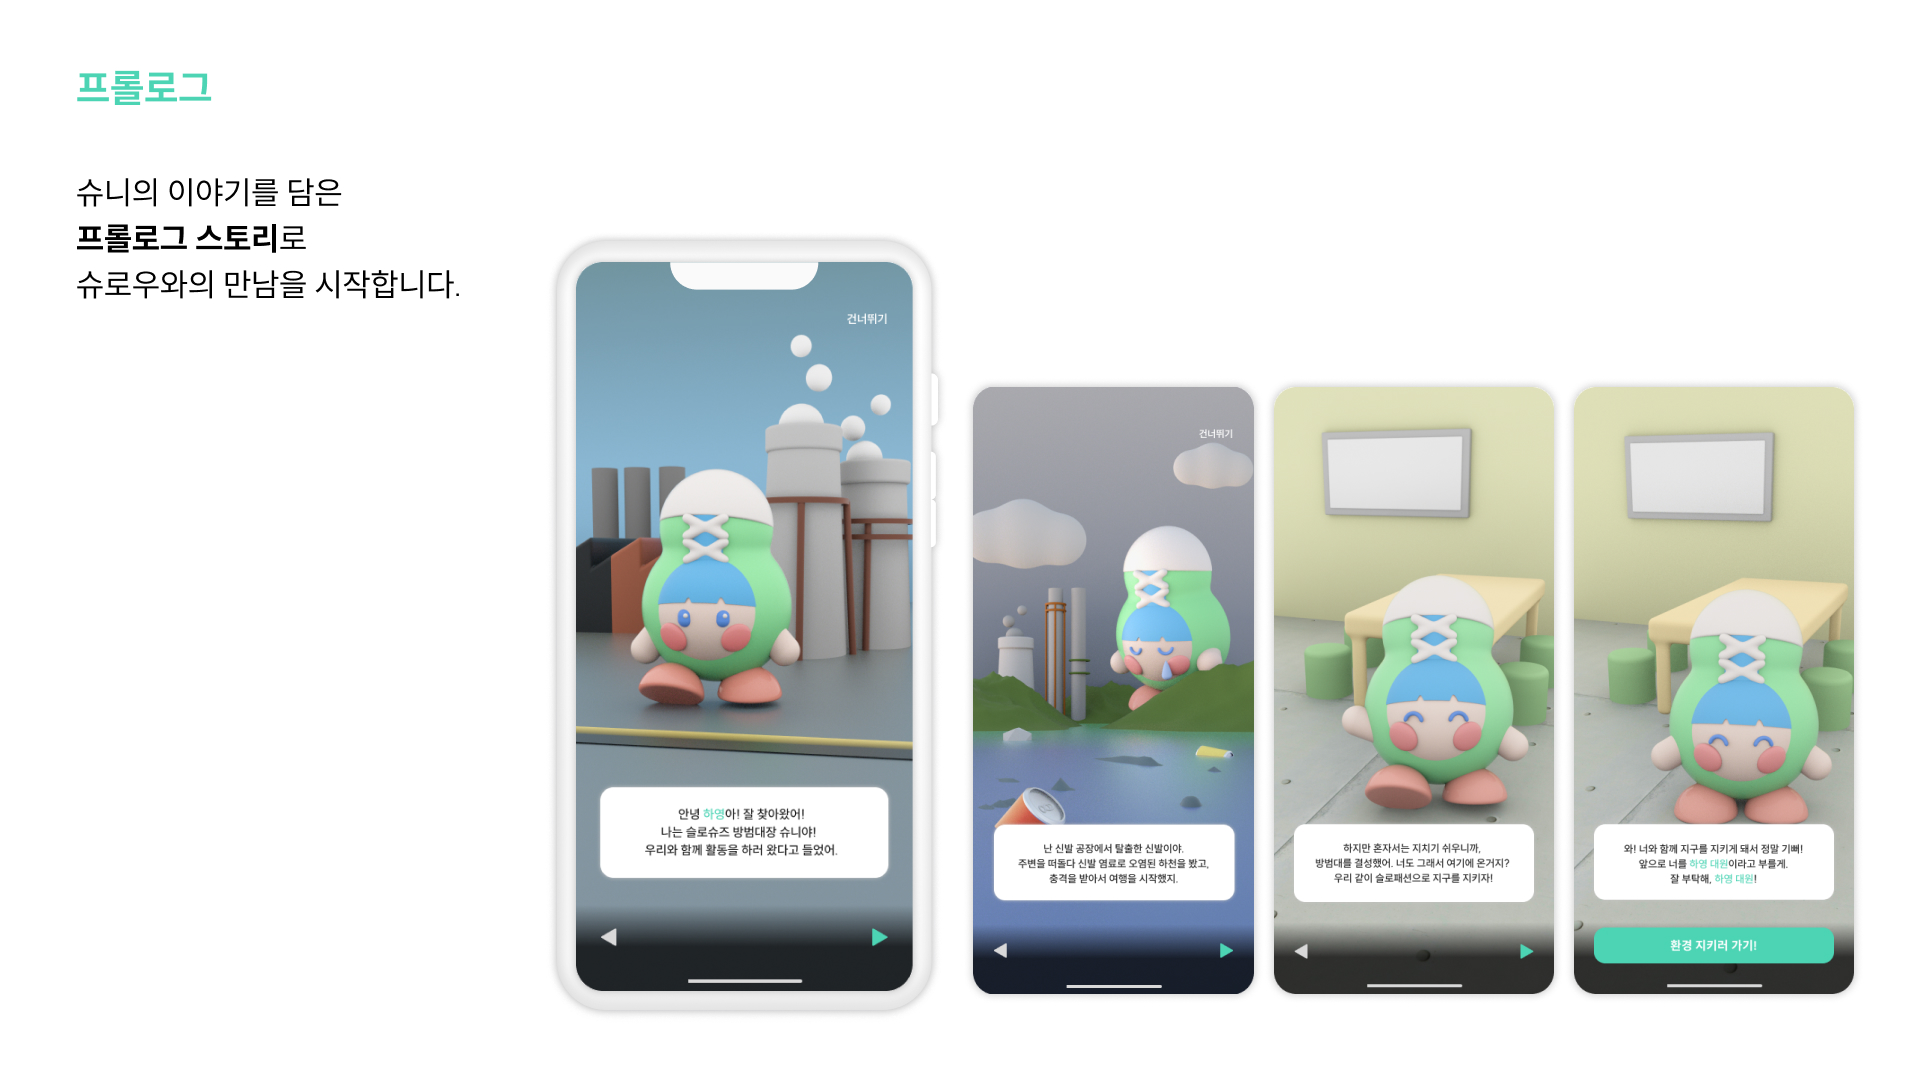 프롤로그
슈니의 이야기를 담은
프롤로그 스토리로
슈로우와의 만남을 시작합니다.
건너뛰기
안녕 하영아! 잘 찾아왔어!
나는 슬로슈즈 방범대장 슈니야!
우리와 함께 활동을 하러 왔다고 들었어.
건너뛰기
난 신발 공장에서 탈출한 신발이야.
주변을 떠돌다 신발 염료로 오염된 하천을 봤고,
충격을 받아서 여행을 시작했지.
하지만 혼자서는 지치기 쉬우니까,
방범대를 결성했어. 너도 그래서 여기에 온거지?
우리 같이 슬로패션으로 지구를 지키자!
와! 너와 함께 지구를 지키게 돼서 정말 기뻐!
앞으로 너를 하영 대원이라고 부를게.
잘 부탁해, 하영 대원!
환경 지키러 가기!